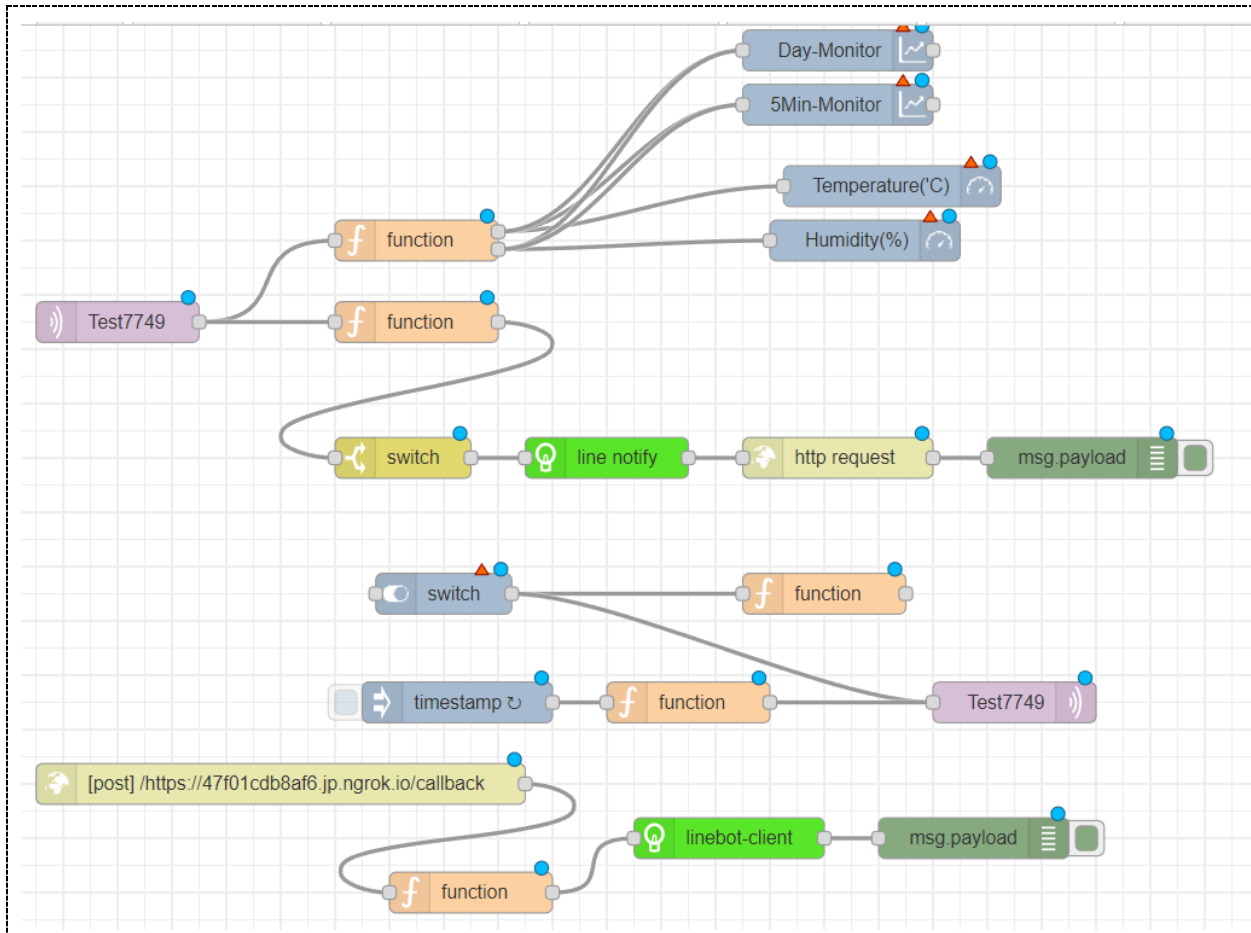 Day-Monitor
5Min-Monitor
Temperature('C)
function
Humidity(%)
Test7749
function
switch
line notify
http request
msg.payload
switch
function
timestamp ↻
function
Test7749
[post] /https://47f01cdb8af6.jp.ngrok.io/callback
linebot-client
msg.payload
function